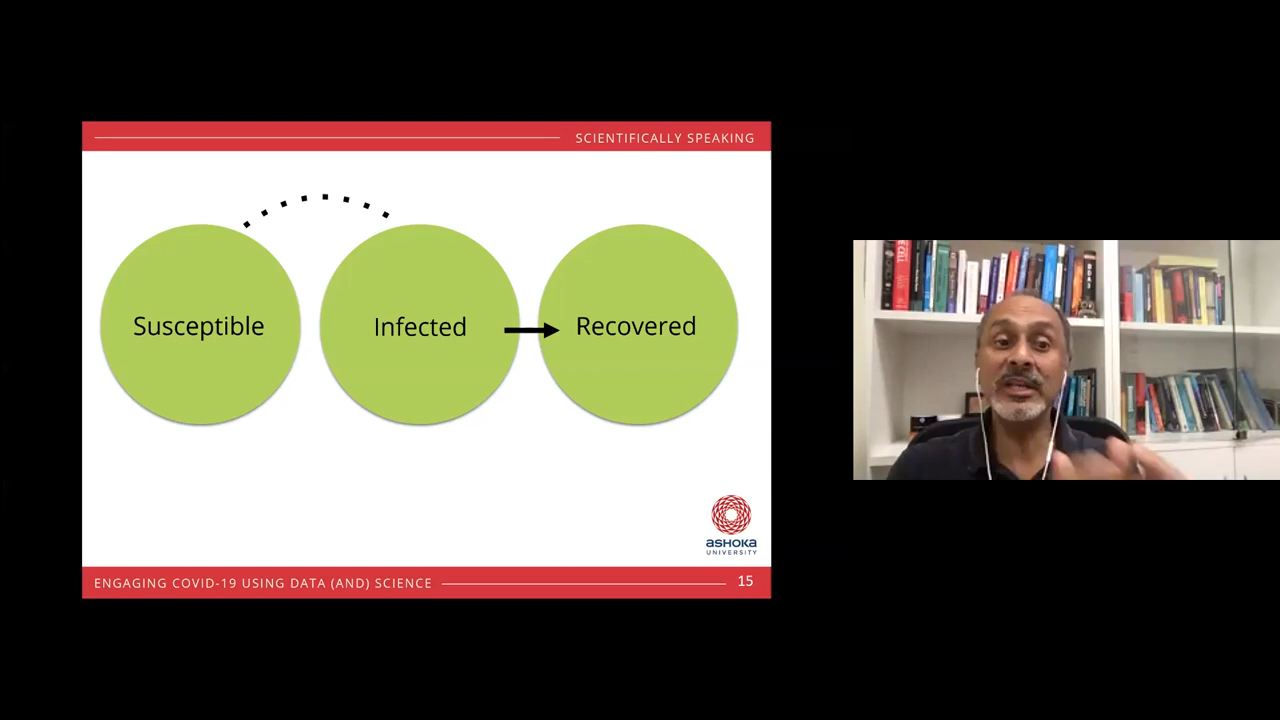 SCIENTIFICALLY SPEAKING
Susceptible
Infected
Recovered
ASHOKA
UNIVERSITY
ENGAGING COVID-19 USING DATA (AND) SCIENCE
15